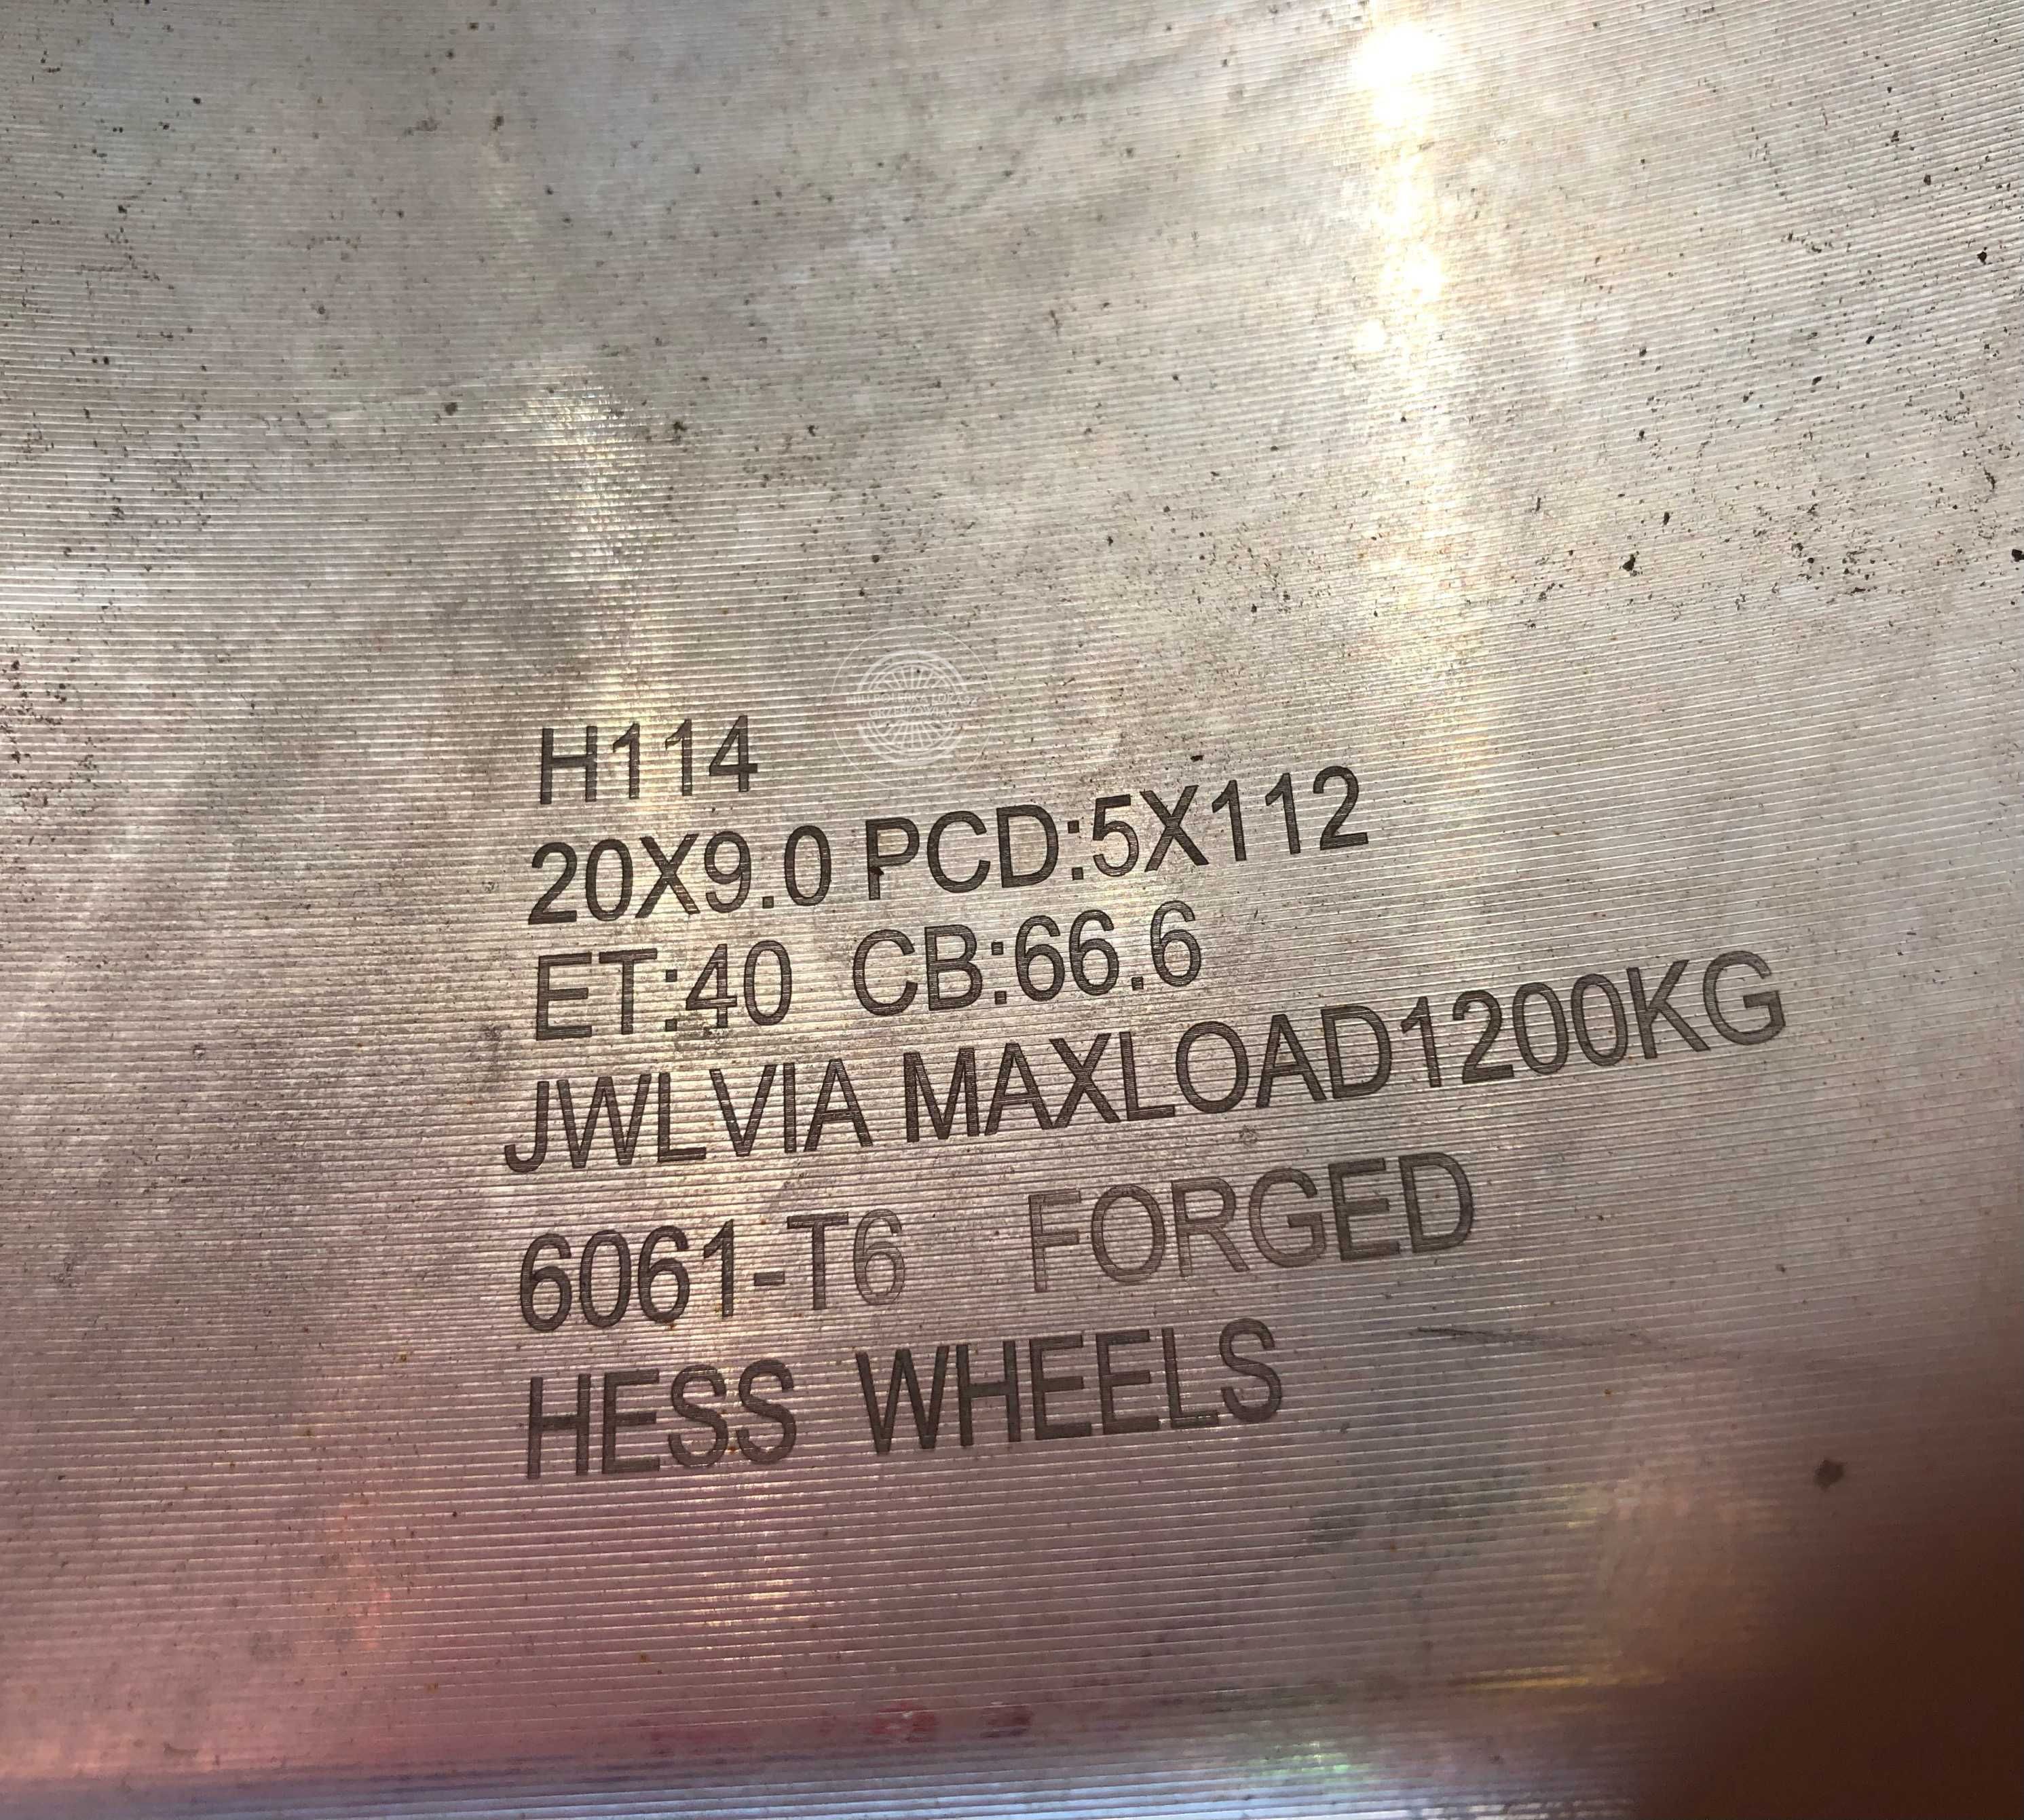 H114
20X9.0 PCD:5X112
ET:40 CB:66.6
JWLVIA MAXLOAD1200KG
6061-T6 FORGED
HESS WHEELS